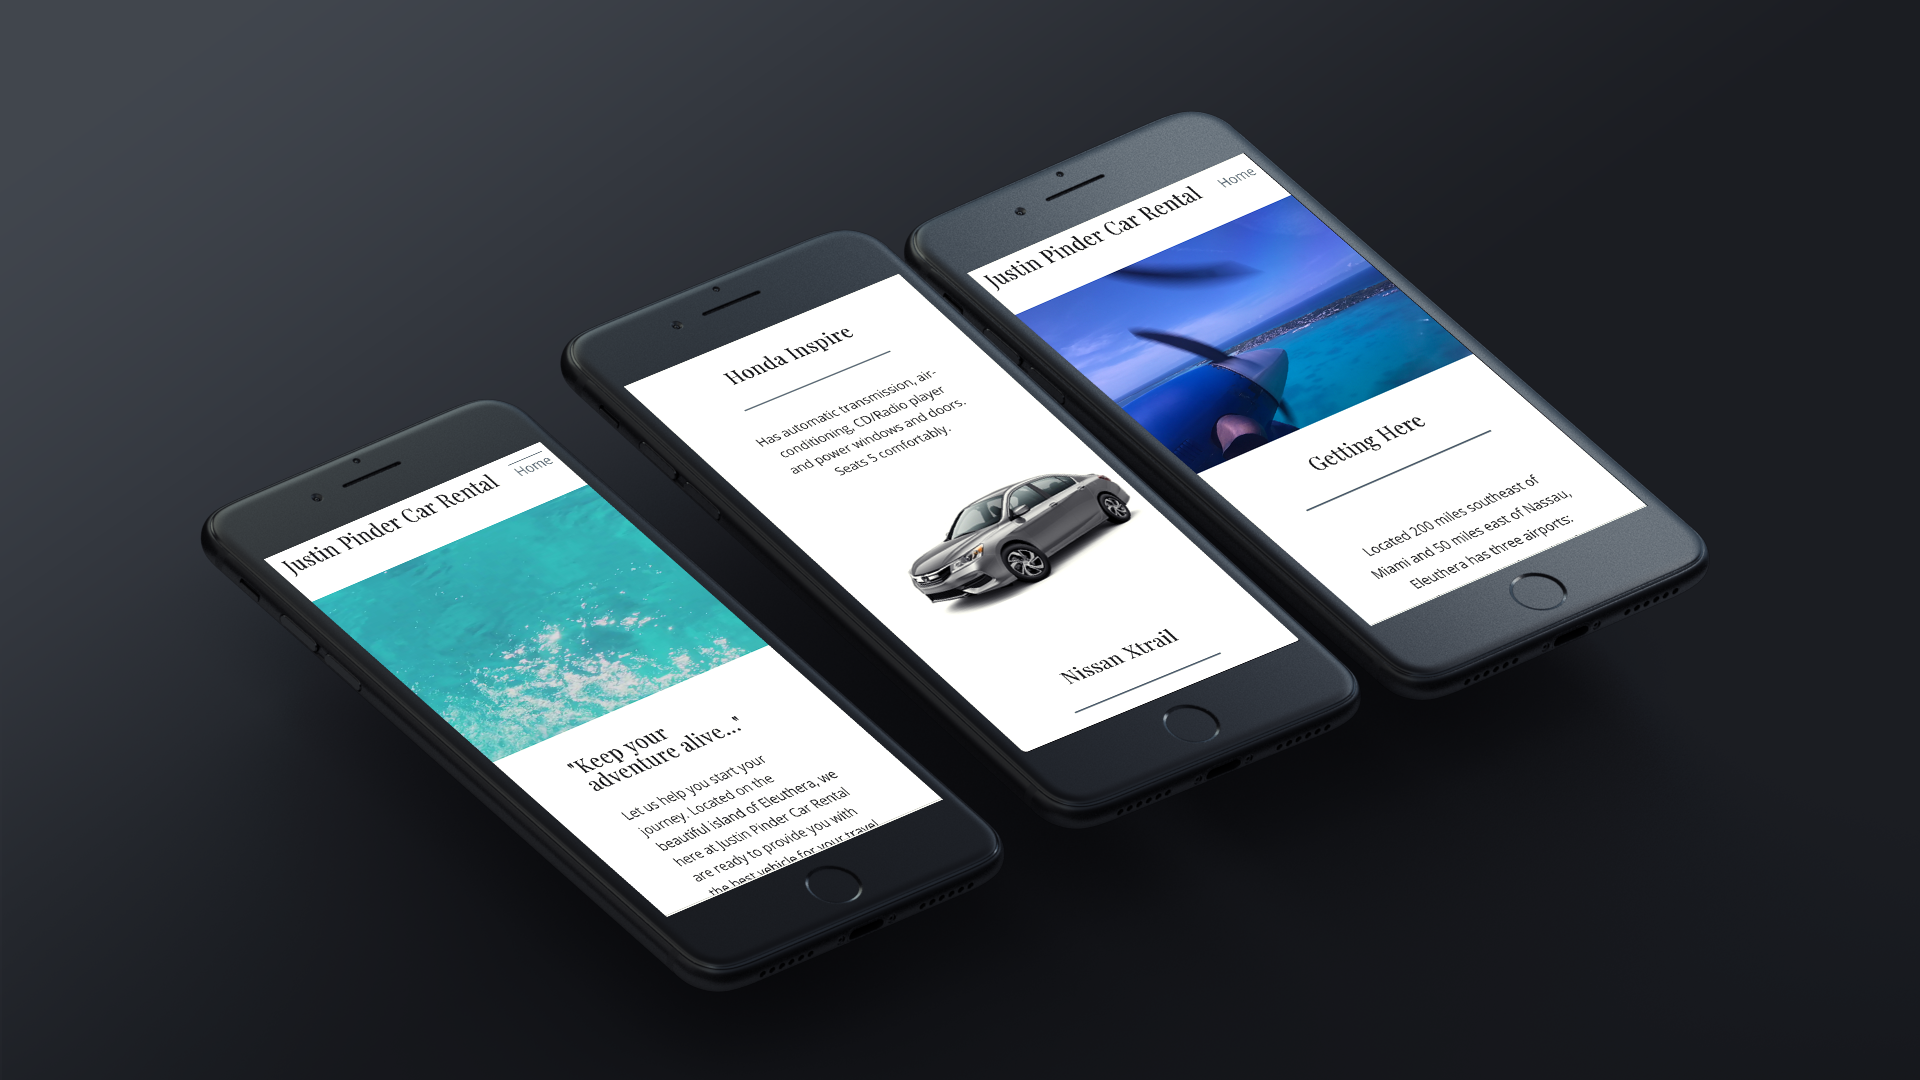 Justin Pinder Car Rental
Home
"Keep your
adventure alive..."
Let us help you start your
journey. Located on the
beautiful island of Eleuthera, we
here at Justin Pinder Car Rental
are ready to provide you with
the best vehicle for your travel
Honda Inspire
Has automatic transmission, air-
conditioning, CD/Radio player
and power windows and doors.
Seats 5 comfortably.
Nissan Xtrail
Justin Pinder Car Rental
Home
Getting Here
Located 200 miles southeast of
Miami and 50 miles east of Nassau,
Eleuthera has three airports: